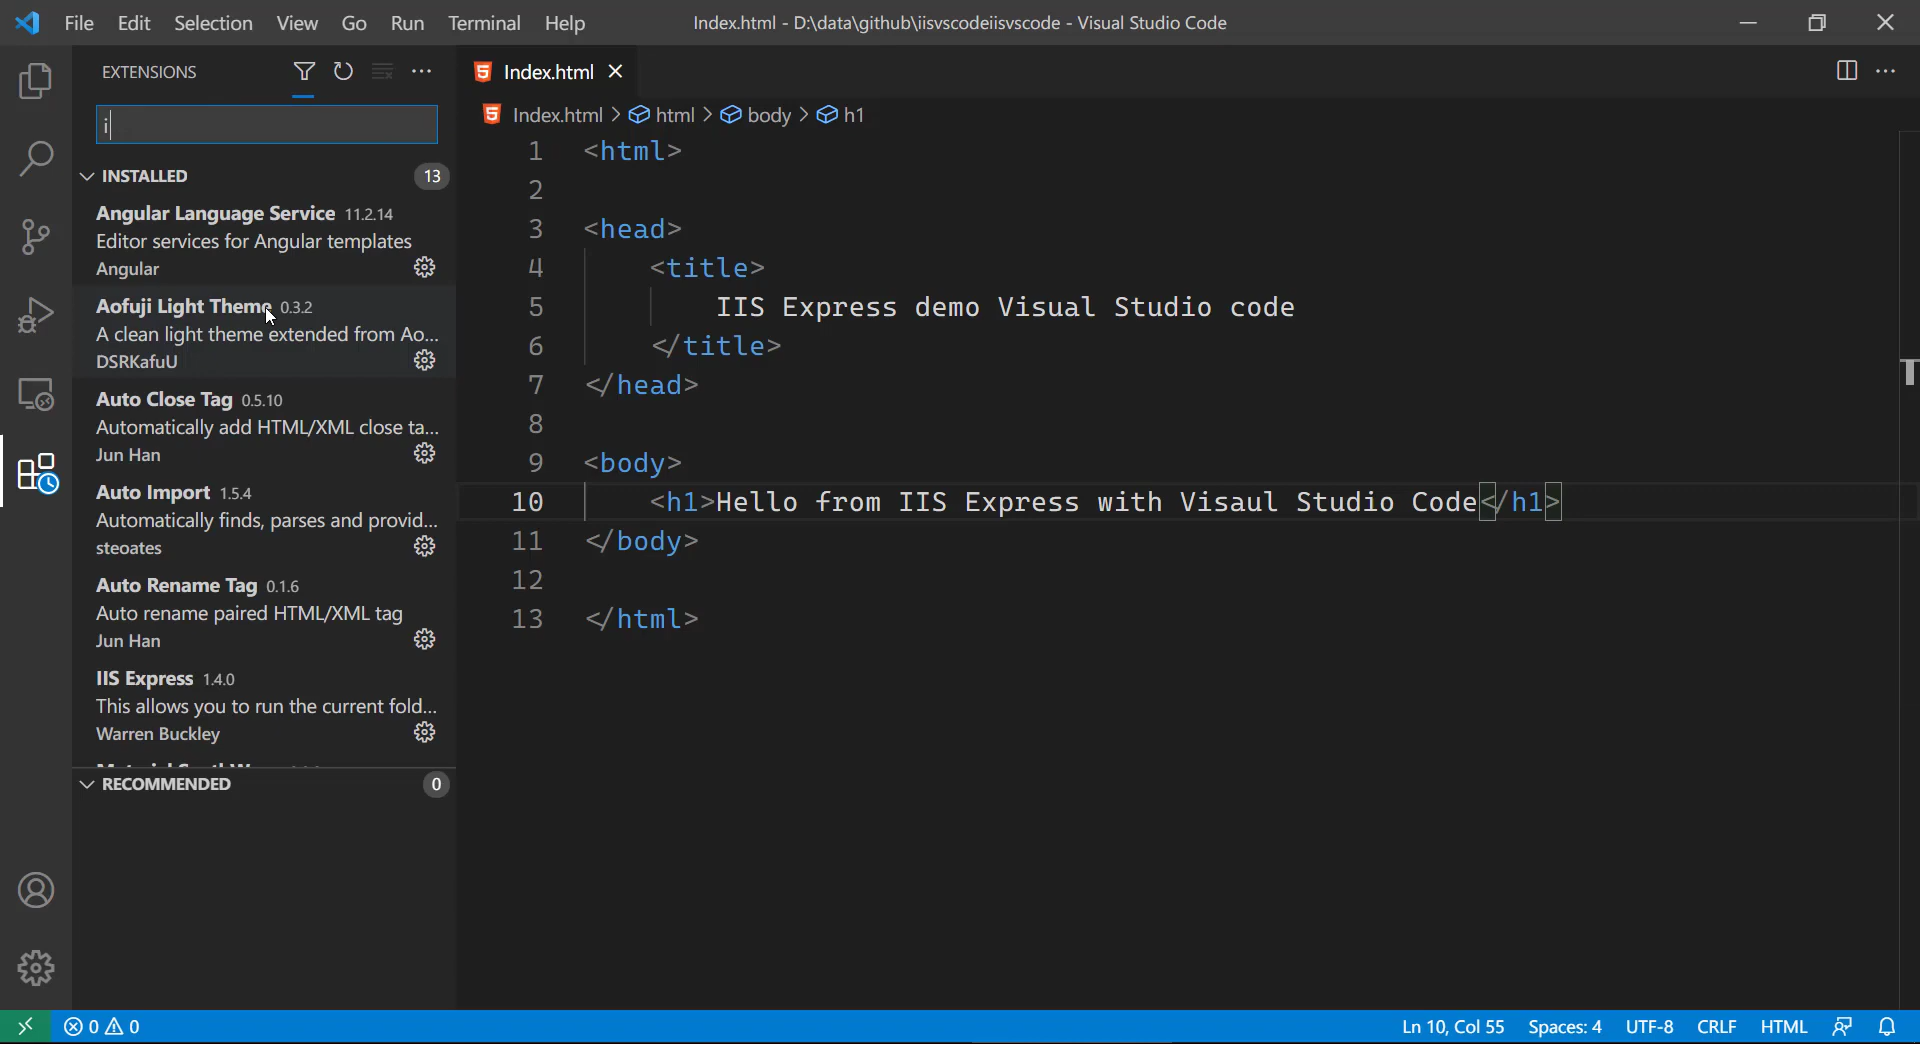 File Edit Selection View Go Run Terminal Help Index.html - D:\data\github\iisvscodeiisvscode - Visual Studio Code
EXTENSIONS
i
INSTALLED 13
Angular Language Service 11.2.14
Editor services for Angular templates
Angular
Aofuji Light Theme 0.3.2
A clean light theme extended from Ao...
DSRKafuU
Auto Close Tag 0.5.10
Automatically add HTML/XML close ta...
Jun Han
Auto Import 1.5.4
Automatically finds, parses and provid...
steoates
Auto Rename Tag 0.1.6
Auto rename paired HTML/XML tag
Jun Han
IIS Express 1.4.0
This allows you to run the current fold...
Warren Buckley
RECOMMENDED 0
Index.html
Index.html > html > body > h1
1 <html>
2
3 <head>
4 <title>
5 IIS Express demo Visual Studio code
6 </title>
7 </head>
8
9 <body>
10 <h1>Hello from IIS Express with Visaul Studio Code</h1>
11 </body>
12
13 </html>
0 0 Ln 10, Col 55 Spaces: 4 UTF-8 CRLF HTML